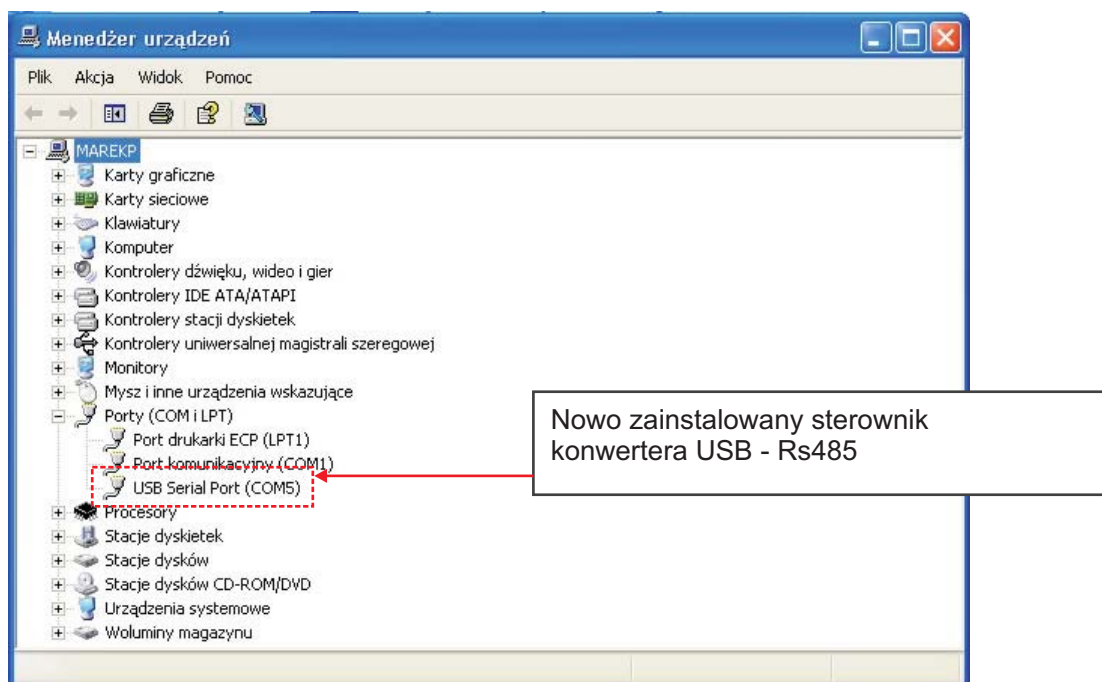 Menedżer urządzeń
Plik Akcja Widok Pomoc
MAREKP
Karty graficzne
Karty sieciowe
Klawiatury
Komputer
Kontrolery dźwięku, wideo i gier
Kontrolery IDE ATA/ATAPI
Kontrolery stacji dyskietek
Kontrolery uniwersalnej magistrali szeregowej
Monitory
Mysz i inne urządzenia wskazujące
Porty (COM i LPT)
Port drukarki ECP (LPT1)
Port komunikacyjny (COM1)
USB Serial Port (COM5)
Procesory
Stacje dyskietek
Stacje dysków
Stacje dysków CD-ROM/DVD
Urządzenia systemowe
Woluminy magazynu
Nowo zainstalowany sterownik
konwertera USB - Rs485